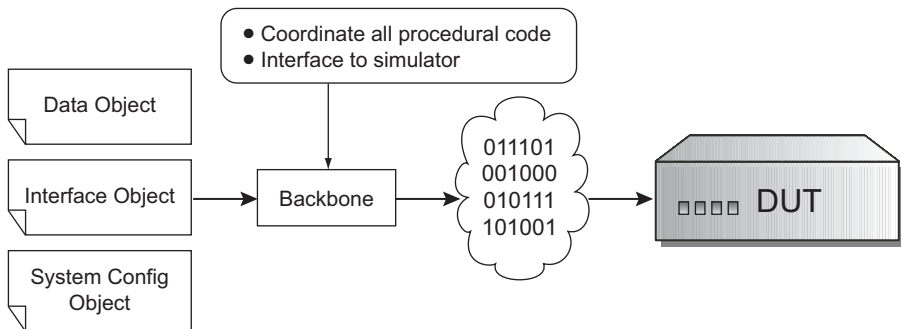 ● Coordinate all procedural code
● Interface to simulator
Data Object
Interface Object
System Config
Object
Backbone
011101
001000
010111
101001
DUT